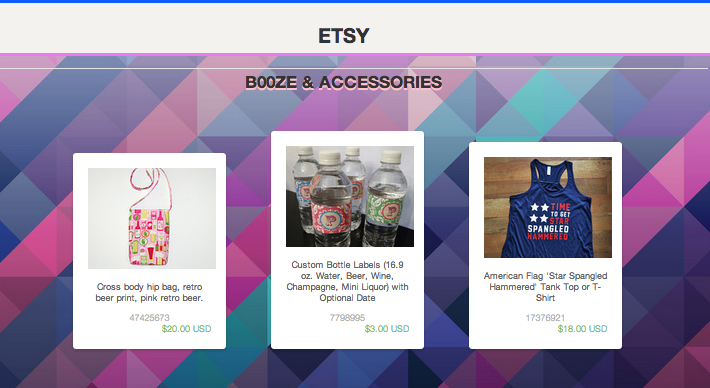 ETSY
B00ZE & ACCESSORIES
Cross body hip bag, retro
beer print, pink retro beer.
47425673
$20.00 USD
Custom Bottle Labels (16.9
oz. Water, Beer, Wine,
Champagne, Mini Liquor) with
Optional Date
7798995
$3.00 USD
TIME
TO GET
STAR
SPANGLED
HAMMERED
American Flag 'Star Spangled
Hammered' Tank Top or T-
Shirt
17376921
$18.00 USD